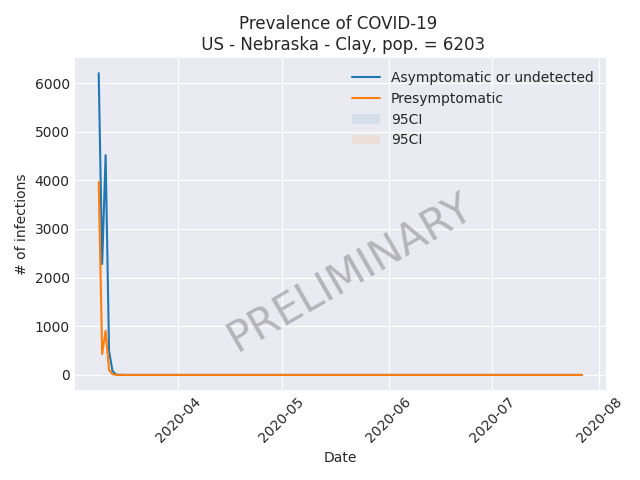 Prevalence of COVID-19
US - Nebraska - Clay, pop. = 6203
Asymptomatic or undetected
Presymptomatic
95CI
95CI
# of infections
6000
5000
4000
3000
2000
1000
0
PRELIMINARY
2020-04
2020-05
2020-06
2020-07
2020-08
Date